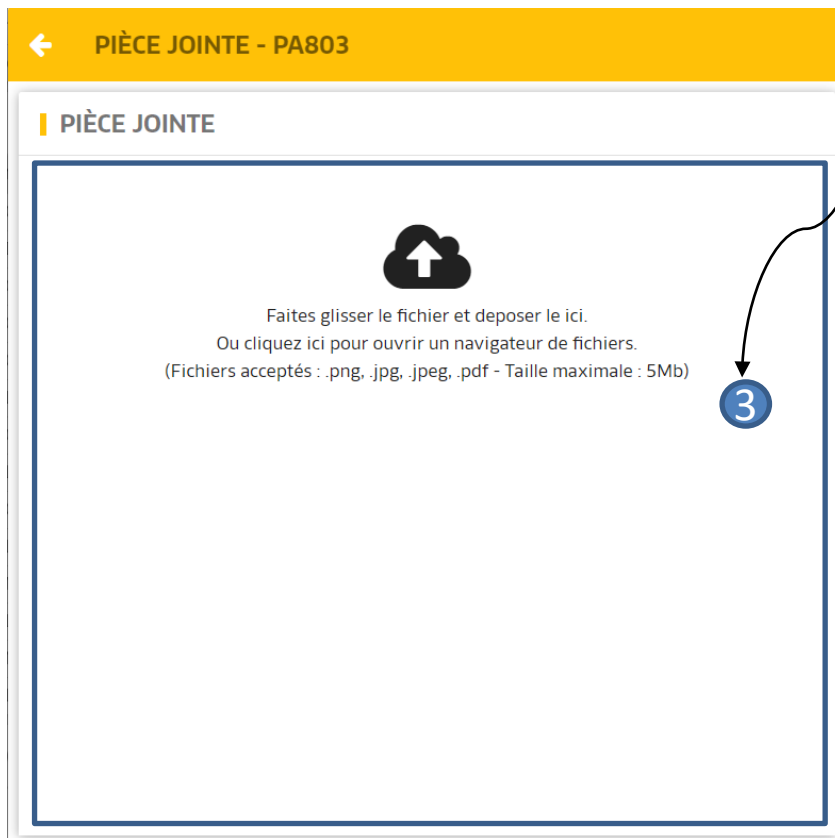 PIÈCE JOINTE - PA803
PIÈCE JOINTE
Faites glisser le fichier et deposer le ici.
Ou cliquez ici pour ouvrir un navigateur de fichiers.
(Fichiers acceptés : .png, .jpg, .jpeg, .pdf - Taille maximale : 5Mb)
3